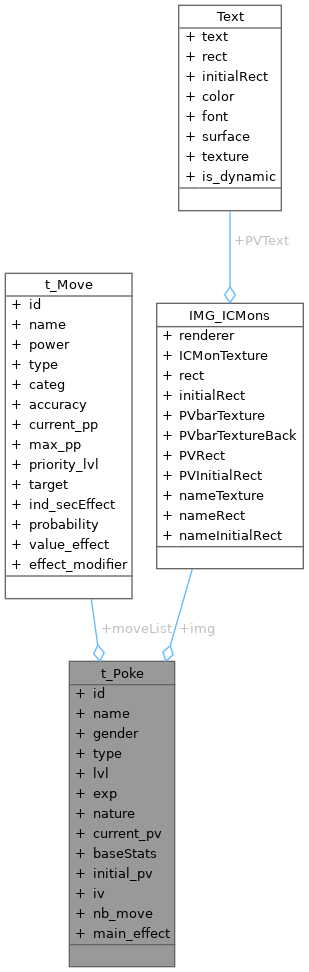 Text
+ text
+ rect
+ initialRect
+ color
+ font
+ surface
+ texture
+ is_dynamic
+PVText
t_Move
+ id
+ name
+ power
+ type
+ categ
+ accuracy
+ current_pp
+ max_pp
+ priority_lvl
+ target
+ ind_secEffect
+ probability
+ value_effect
+ effect_modifier
IMG_ICMons
+ renderer
+ ICMonTexture
+ rect
+ initialRect
+ PVbarTexture
+ PVbarTextureBack
+ PVRect
+ PVInitialRect
+ nameTexture
+ nameRect
+ nameInitialRect
+moveList
+img
t_Poke
+ id
+ name
+ gender
+ type
+ lvl
+ exp
+ nature
+ current_pv
+ baseStats
+ initial_pv
+ iv
+ nb_move
+ main_effect